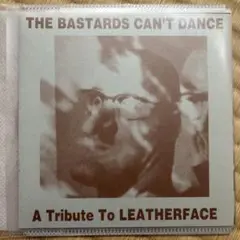 THE BASTARDS CAN'T DANCE
A Tribute To LEATHERFACE